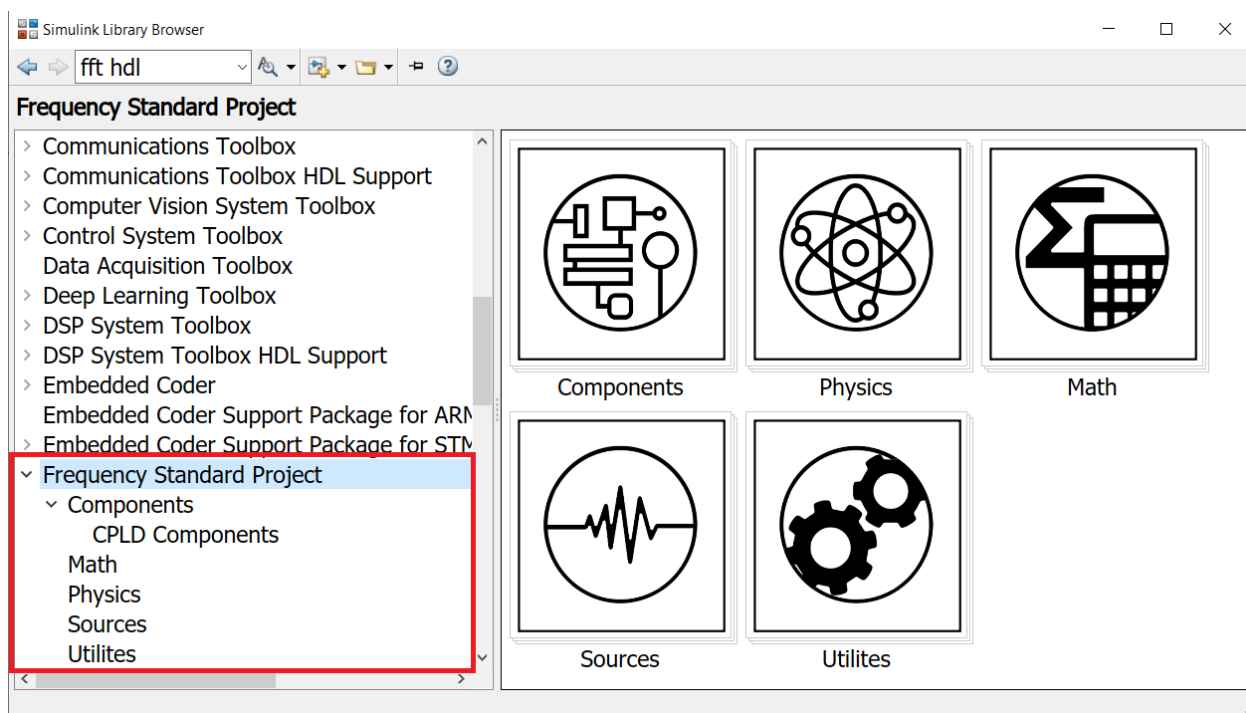 Simulink Library Browser
fft hdl
Frequency Standard Project
Communications Toolbox
Communications Toolbox HDL Support
Computer Vision System Toolbox
Control System Toolbox
Data Acquisition Toolbox
Deep Learning Toolbox
DSP System Toolbox
DSP System Toolbox HDL Support
Embedded Coder
Embedded Coder Support Package for ARM
Embedded Coder Support Package for STM
Frequency Standard Project
Components
CPLD Components
Math
Physics
Sources
Utilites
Components Physics Math
Sources Utilites